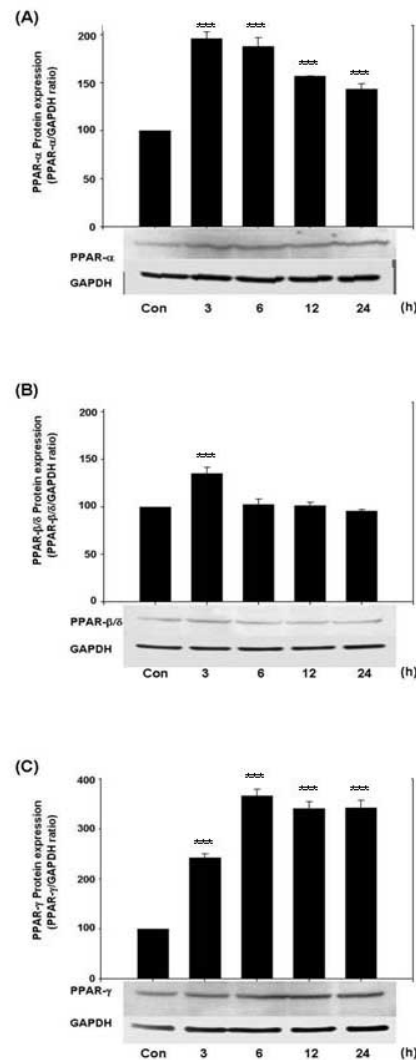 (A)
PPAR-α Protein expression
(PPAR-α/GAPDH ratio)
200
150
100
50
0
*** *** *** ***
PPAR-α
GAPDH
Con 3 6 12 24 (h)
(B)
PPAR-β/δ Protein expression
(PPAR-β/δ/GAPDH ratio)
200
150
100
50
0
***
PPAR-β/δ
GAPDH
Con 3 6 12 24 (h)
(C)
PPAR-γ Protein expression
(PPAR-γ/GAPDH ratio)
400
300
200
100
0
*** *** *** ***
PPAR-γ
GAPDH
Con 3 6 12 24 (h)